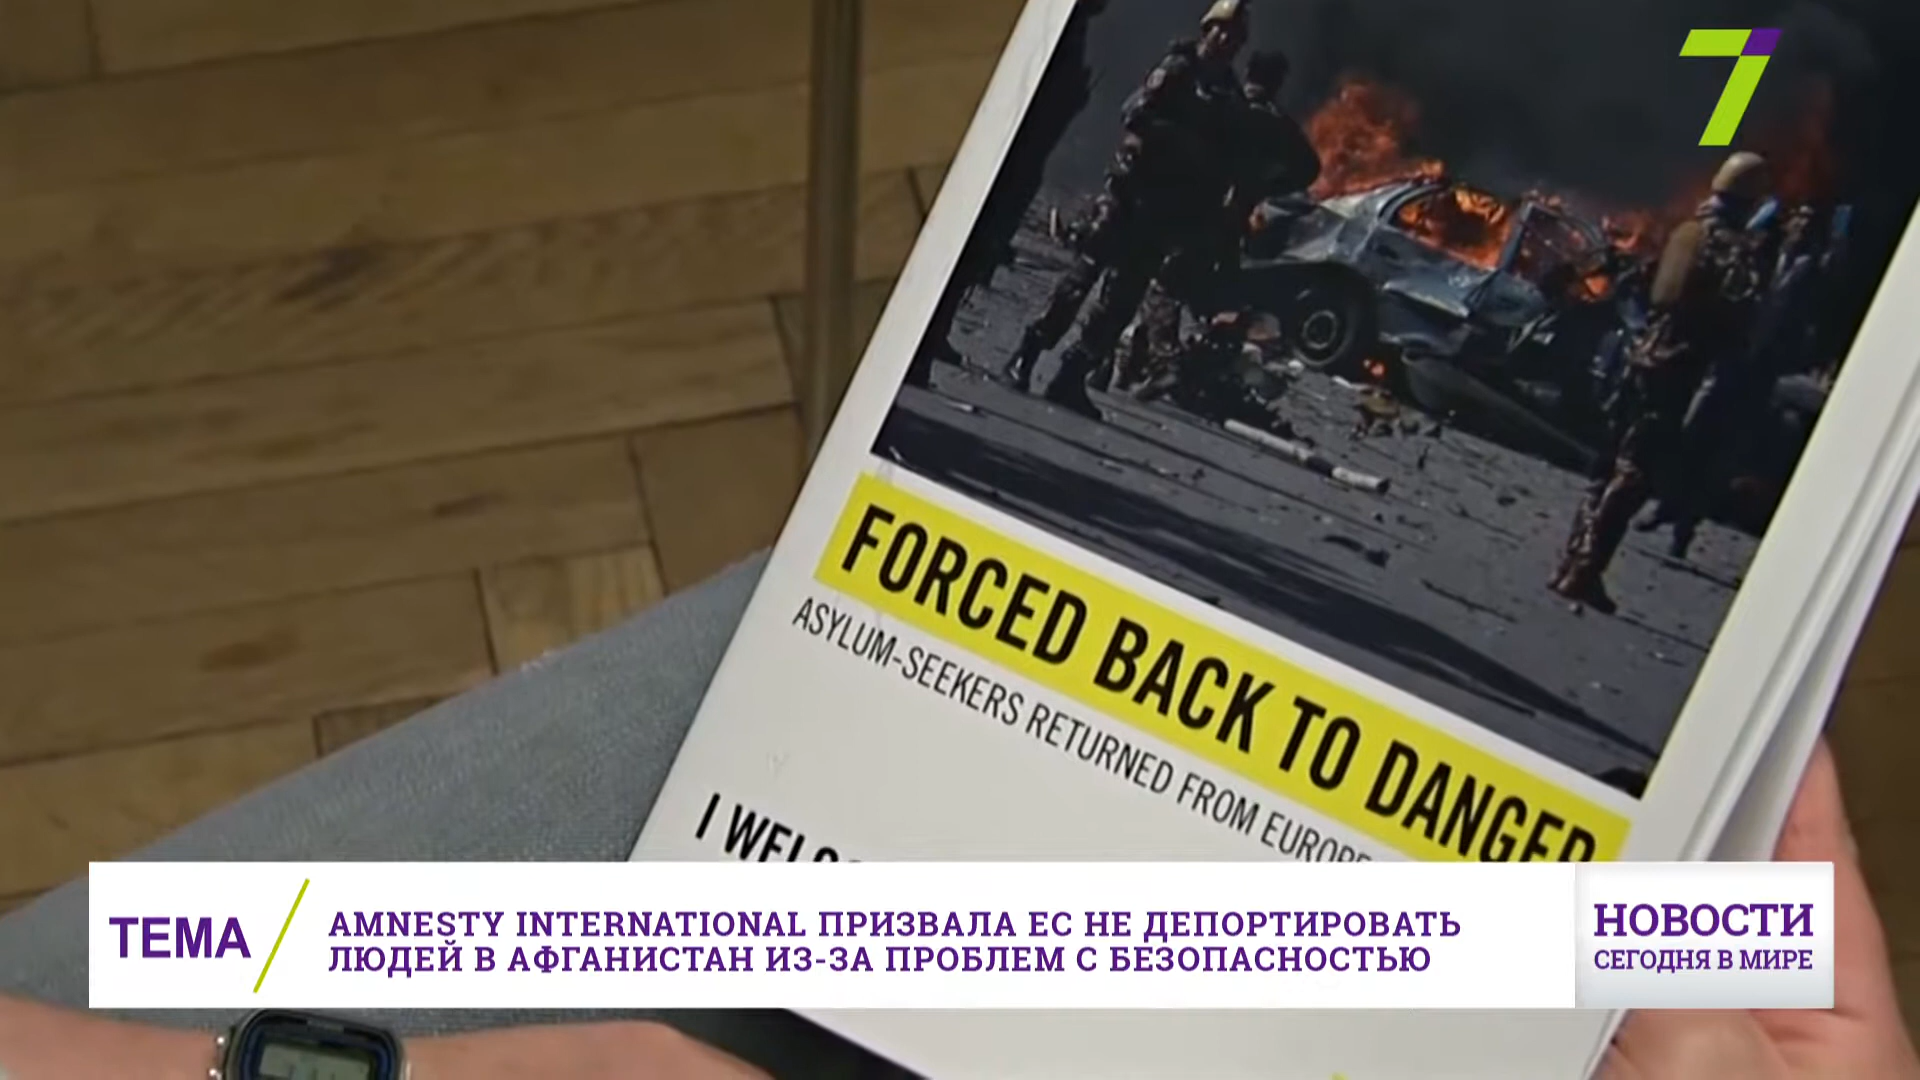 7
FORCED BACK TO DANGER
ASYLUM-SEEKERS RETURNED FROM EUROPE
I
ТЕМА
AMNESTY INTERNATIONAL ПРИЗВАЛА ЕС НЕ ДЕПОРТИРОВАТЬ
ЛЮДЕЙ В АФГАНИСТАН ИЗ-ЗА ПРОБЛЕМ С БЕЗОПАСНОСТЬЮ
НОВОСТИ
СЕГОДНЯ В МИРЕ